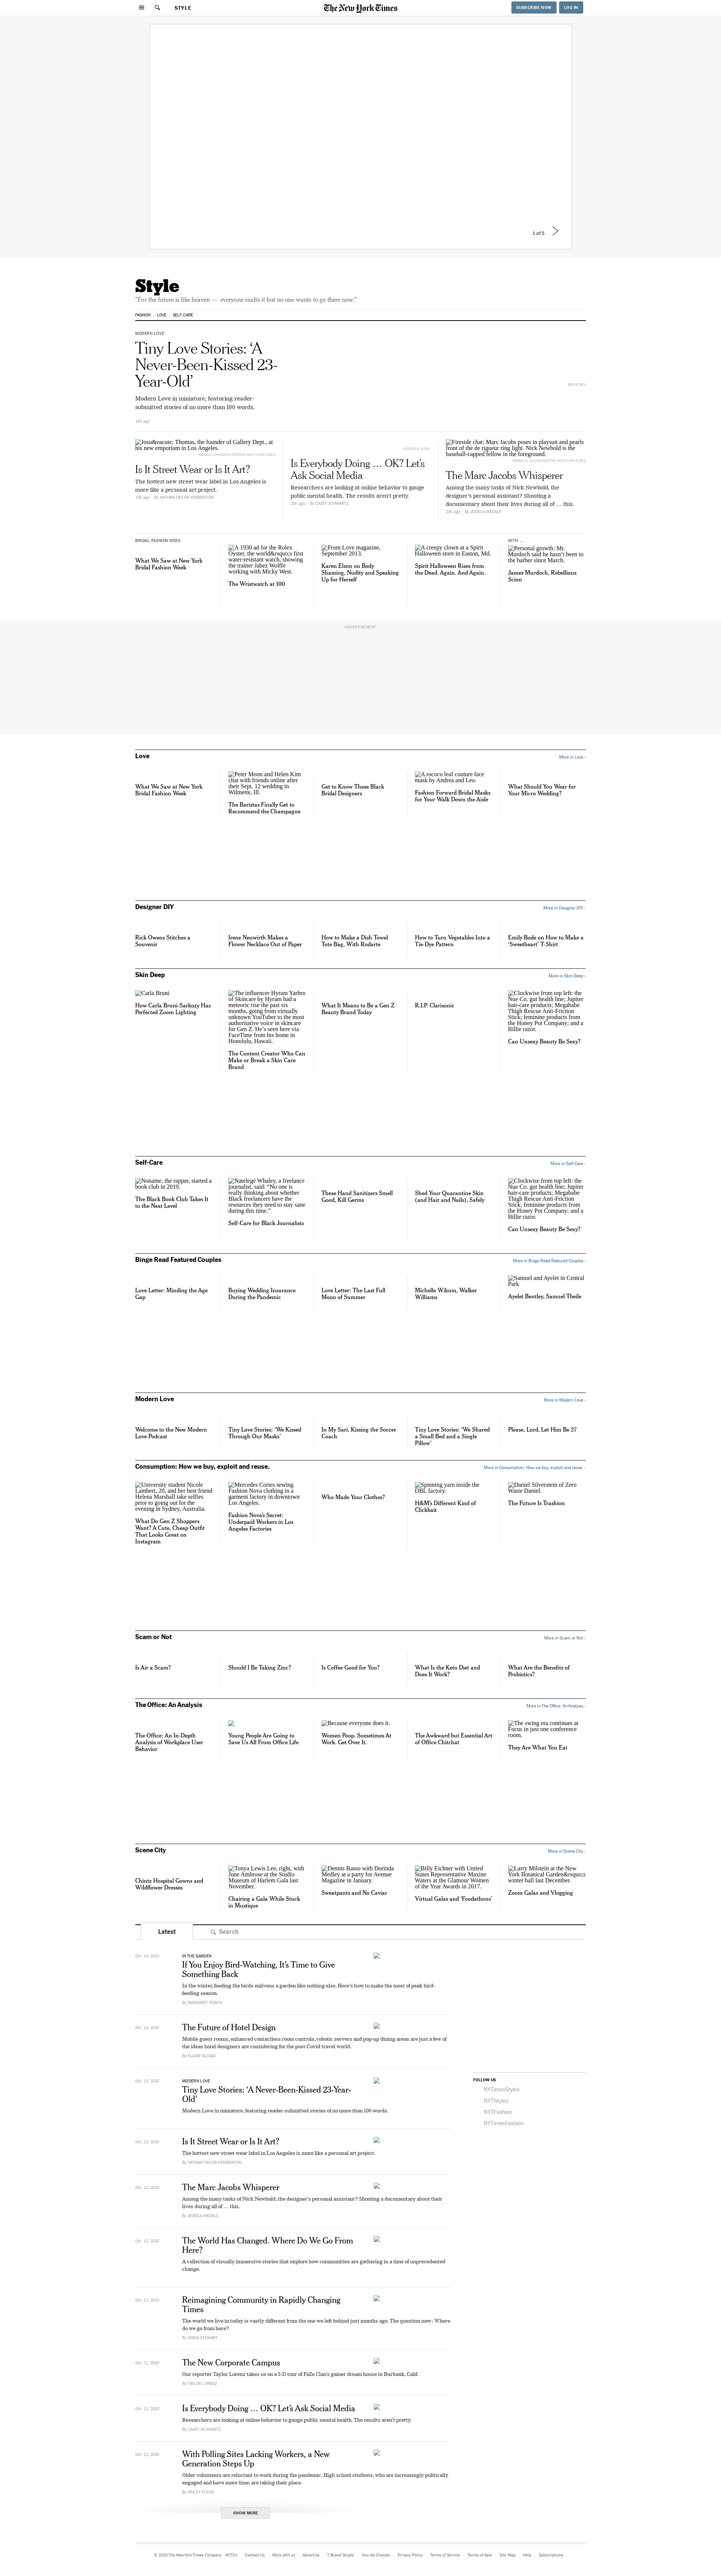 STYLE
The New York Times
SUBSCRIBE NOW
LOG IN
1 of 5
Style
"For the future is like heaven — everyone exalts it but no one wants to go there now."
FASHION
LOVE
SELF-CARE
MODERN LOVE
Tiny Love Stories: 'A Never-Been-Kissed 23-Year-Old'
Modern Love in miniature, featuring reader-submitted stories of no more than 100 words.
19h ago
BRIAN REA
Jos&eacute; Thomas, the founder of Gallery Dept., at his new emporium in Los Angeles.
Is It Street Wear or Is It Art?
The hottest new street wear label in Los Angeles is more like a personal art project.
By NATHAN TAYLOR PEMBERTON
Is Everybody Doing … OK? Let's Ask Social Media
Researchers are looking at online behavior to gauge public mental health. The results aren't pretty.
20h ago
By CASEY SCHWARTZ
Fireside chat: Marc Jacobs poses in playsuit and pearls front of the de rigueur ring light. Nick Newbold is the baseball-capped fellow in the foreground.
The Marc Jacobs Whisperer
Among the many tasks of Nick Newbold, the designer's personal assistant? Shooting a documentary about their lives during all of … this.
By JESSICA IREDALE
BRIDAL FASHION WEEK
What We Saw at New York Bridal Fashion Week
A 1930 ad for the Rolex Oyster, the world&rsquo;s first water-resistant watch, showing the trainer Jabez Wolffe working with Micky West.
The Wristwatch at 100
From Love magazine, September 2013.
Karen Elson on Body Shaming, Nudity and Speaking Up for Herself
A creepy clown at a Spirit Halloween store in Easton, Md.
Spirit Halloween Rises from the Dead. Again. And Again.
WITH …
Personal growth: Mr. Murdoch said he hasn't been to the barber since March.
James Murdoch, Rebellious Scion
ADVERTISEMENT
Love
More in Love ›
What We Saw at New York Bridal Fashion Week
Peter Moon and Helen Kim chat with friends online after their Sept. 12 wedding in Wilmette, Ill.
The Baristas Finally Get to Recommend the Champagne
Get to Know These Black Bridal Designers
A rococo leaf couture face mask by Andrea and Leo.
Fashion Forward Bridal Masks for Your Walk Down the Aisle
What Should You Wear for Your Micro Wedding?
Designer DIY
More in Designer DIY ›
Rick Owens Stitches a Souvenir
Irene Neuwirth Makes a Flower Necklace Out of Paper
How to Make a Dish Towel Tote Bag, With Rodarte
How to Turn Vegetables Into a Tie-Dye Pattern
Emily Bode on How to Make a 'Sweetheart' T-Shirt
Skin Deep
More in Skin Deep ›
Carla Bruni
How Carla Bruni-Sarkozy Has Perfected Zoom Lighting
The influencer Hyram Yarbro of Skincare by Hyram had a meteoric rise the past six months, going from virtually unknown YouTuber to the most authoritative voice in skincare for Gen Z. He's seen here via FaceTime from his home in Honolulu, Hawaii.
The Content Creator Who Can Make or Break a Skin Care Brand
What It Means to Be a Gen Z Beauty Brand Today
R.I.P. Clarisonic
Clockwise from top left: the Nue Co. gut health line; Jupiter hair-care products; Megababe Thigh Rescue Anti-Friction Stick; feminine products from the Honey Pot Company; and a Billie razor.
Can Unsexy Beauty Be Sexy?
Self-Care
More in Self-Care ›
Noname, the rapper, started a book club in 2019.
The Black Book Club Takes It to the Next Level
Natelegé Whaley, a freelance journalist, said: "No one is really thinking about whether Black freelancers have the resources they need to stay sane during this time."
Self-Care for Black Journalists
These Hand Sanitizers Smell Good, Kill Germs
Shed Your Quarantine Skin (and Hair and Nails), Safely
Clockwise from top left: the Nue Co. gut health line; Jupiter hair-care products; Megababe Thigh Rescue Anti-Friction Stick; feminine products from the Honey Pot Company; and a Billie razor.
Can Unsexy Beauty Be Sexy?
Binge Read Featured Couples
More in Binge Read Featured Couples ›
Love Letter: Minding the Age Gap
Buying Wedding Insurance During the Pandemic
Love Letter: The Last Full Moon of Summer
Michelle Wikum, Walker Williams
Samuel and Ayelet in Central Park
Ayelet Bentley, Samuel Theile
Modern Love
More in Modern Love ›
Welcome to the New Modern Love Podcast
Tiny Love Stories: 'We Kissed Through Our Masks'
In My Sari, Kissing the Soccer Coach
Tiny Love Stories: 'We Shared a Small Bed and a Single Pillow'
Please, Lord, Let Him Be 27
Consumption: How we buy, exploit and reuse.
More in Consumption: How we buy, exploit and reuse. ›
University student Nicole Lambert, 20, and her best friend Helena Marshall take selfies prior to going out for the evening in Sydney, Australia.
What Do Gen Z Shoppers Want? A Cute, Cheap Outfit That Looks Great on Instagram
Mercedes Cortes sewing Fashion Nova clothing in a garment factory in downtown Los Angeles.
Fashion Nova's Secret: Underpaid Workers in Los Angeles Factories
Who Made Your Clothes?
Spinning yarn inside the DBL factory.
H&M's Different Kind of Clickbait
Daniel Silverstein of Zero Waste Daniel.
The Future Is Trashion
Scam or Not
More in Scam or Not ›
Is Air a Scam?
Should I Be Taking Zinc?
Is Coffee Good for You?
What Is the Keto Diet and Does It Work?
What Are the Benefits of Probiotics?
The Office: An Analysis
More in The Office: An Analysis ›
The Office: An In-Depth Analysis of Workplace User Behavior
Young People Are Going to Save Us All From Office Life
Because everyone does it.
Women Poop. Sometimes At Work. Get Over It.
The Awkward but Essential Art of Office Chitchat
The swing era continues at Focus in just one conference room.
They Are What You Eat
Scene City
More in Scene City ›
Chintz Hospital Gowns and Wildflower Dresses
Tonya Lewis Lee, right, with June Ambrose at the Studio Museum of Harlem Gala last November.
Chairing a Gala While Stuck in Mustique
Dennis Basso with Dorinda Medley at a party for Avenue Magazine in January.
Sweatpants and No Caviar
Billy Eichner with United States Representative Maxine Waters at the Glamour Women of the Year Awards in 2017.
Virtual Galas and 'Foodathons'
Larry Milstein at the New York Botanical Garden&rsquo;s winter ball last December.
Zoom Galas and Vlogging
Latest
Search
Oct. 14, 2020
IN THE GARDEN
If You Enjoy Bird-Watching, It's Time to Give Something Back
In the winter, feeding the birds enlivens a garden like nothing else. Here's how to make the most of peak bird-feeding season.
By MARGARET ROACH
Oct. 14, 2020
The Future of Hotel Design
Mobile guest rooms, enhanced contactless room controls, robotic servers and pop-up dining areas are just a few of the ideas hotel designers are considering for the post-Covid travel world.
By ELAINE GLUSAC
Oct. 13, 2020
MODERN LOVE
Tiny Love Stories: 'A Never-Been-Kissed 23-Year-Old'
Modern Love in miniature, featuring reader-submitted stories of no more than 100 words.
FOLLOW US
NYTimesStyles
NYTStyles
NYTFashion
NYTimesFashion
Oct. 13, 2020
Is It Street Wear or Is It Art?
The hottest new street wear label in Los Angeles is more like a personal art project.
By NATHAN TAYLOR PEMBERTON
Oct. 13, 2020
The Marc Jacobs Whisperer
Among the many tasks of Nick Newbold, the designer's personal assistant? Shooting a documentary about their lives during all of … this.
By JESSICA IREDALE
Oct. 13, 2020
The World Has Changed. Where Do We Go From Here?
A collection of visually immersive stories that explore how communities are gathering in a time of unprecedented change.
Reimagining Community in Rapidly Changing Times
The world we live in today is vastly different from the one we left behind just months ago. The question now: Where do we go from here?
By DODAI STEWART
The New Corporate Campus
Our reporter Taylor Lorenz takes us on a 3-D tour of FaZe Clan's gamer dream house in Burbank, Calif.
By TAYLOR LORENZ
Is Everybody Doing … OK? Let's Ask Social Media
Researchers are looking at online behavior to gauge public mental health. The results aren't pretty.
By CASEY SCHWARTZ
Oct. 12, 2020
With Polling Sites Lacking Workers, a New Generation Steps Up
Older volunteers are reluctant to work during the pandemic. High school students, who are increasingly politically engaged and have more time, are taking their place.
SHOW MORE
© 2020 The New York Times Company
NYTCo
Contact Us
Work with us
Advertise
T Brand Studio
Your Ad Choices
Privacy Policy
Terms of Service
Terms of Sale
Site Map
Help
Subscriptions